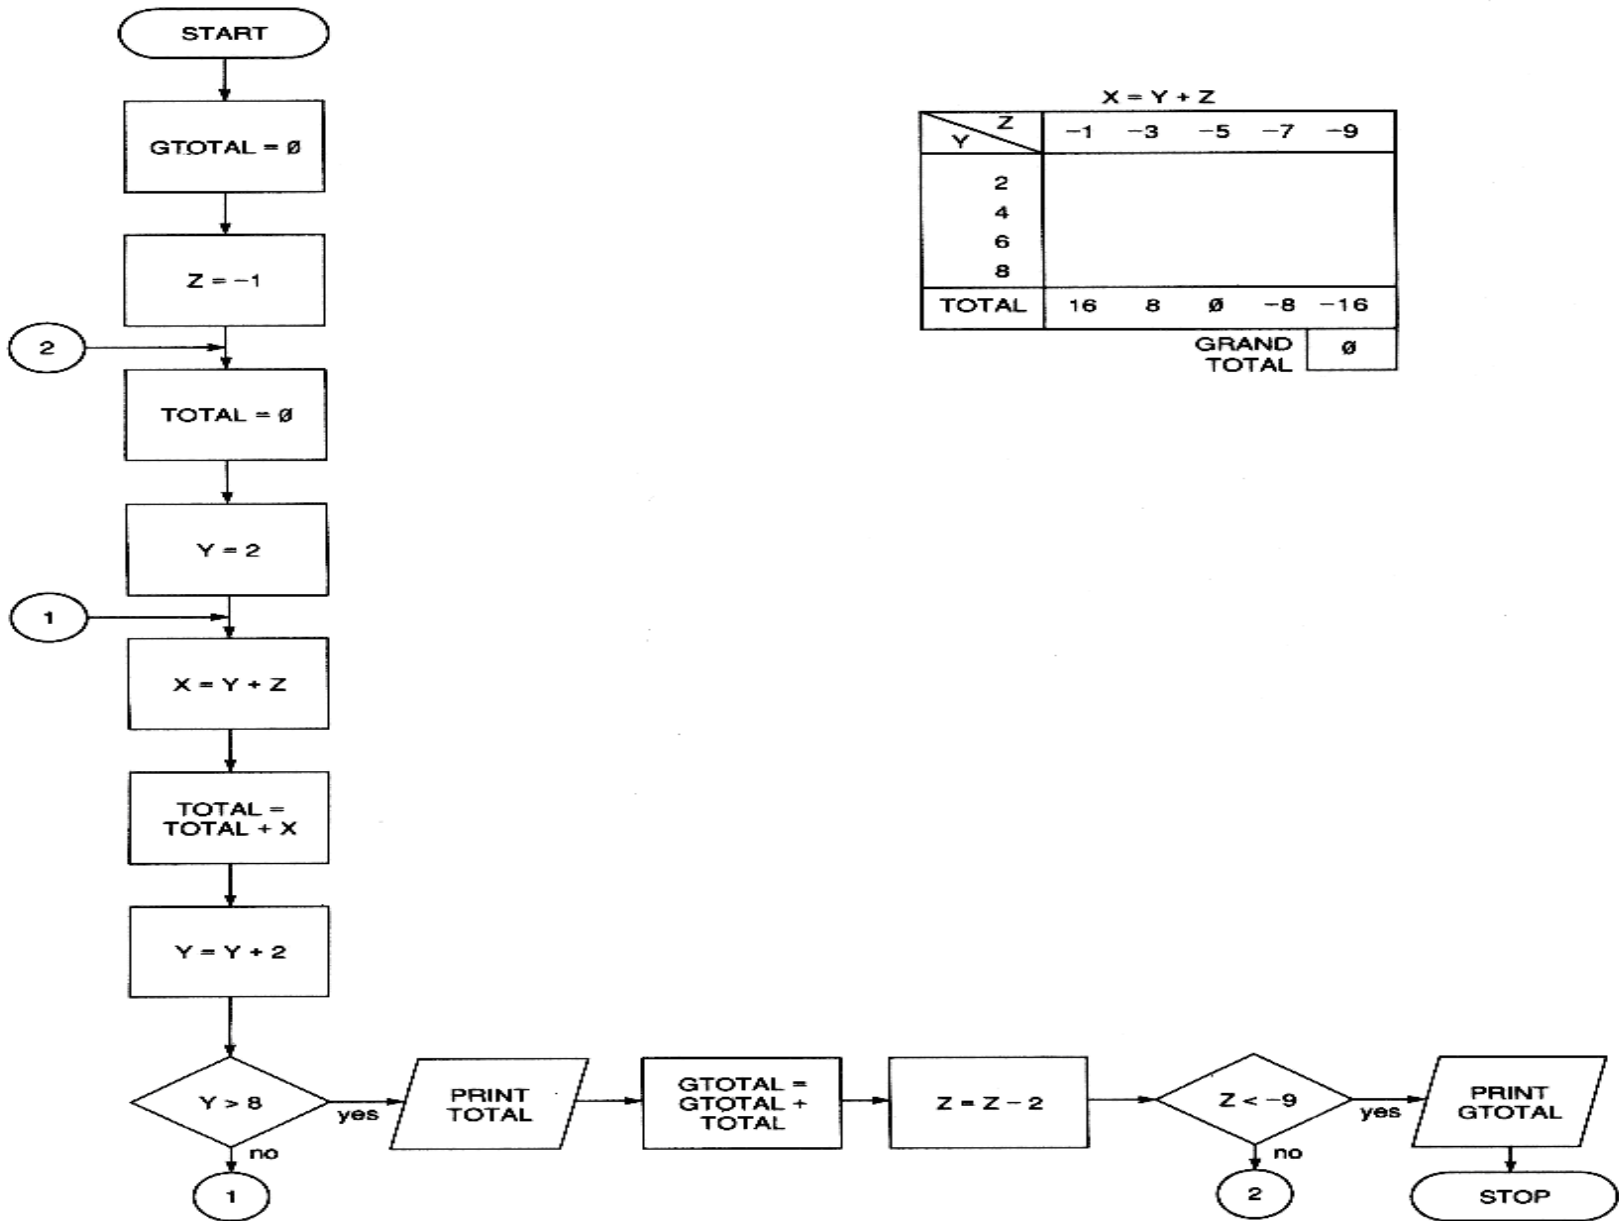 START
GTOTAL = Ø
Z = −1
2
TOTAL = Ø
Y = 2
1
X = Y + Z
TOTAL =
TOTAL + X
Y = Y + 2
Y > 8
yes
no
1
PRINT
TOTAL
GTOTAL =
GTOTAL +
TOTAL
Z = Z − 2
Z < −9
yes
no
2
PRINT
GTOTAL
STOP
X = Y + Z
Z
Y
−1 −3 −5 −7 −9
2
4
6
8
TOTAL 16 8 Ø −8 −16
GRAND
TOTAL
Ø